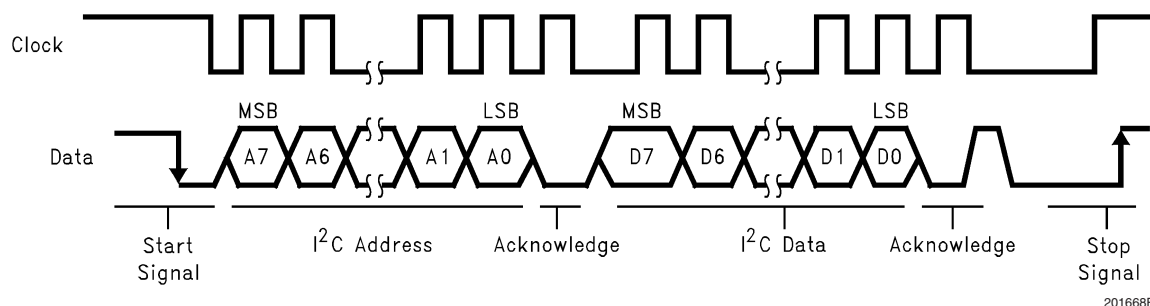 Clock
MSB LSB MSB LSB
Data A7 A6 A1 A0 D7 D6 D1 D0
Start Signal
I²C Address
Acknowledge
I²C Data
Acknowledge
Stop Signal